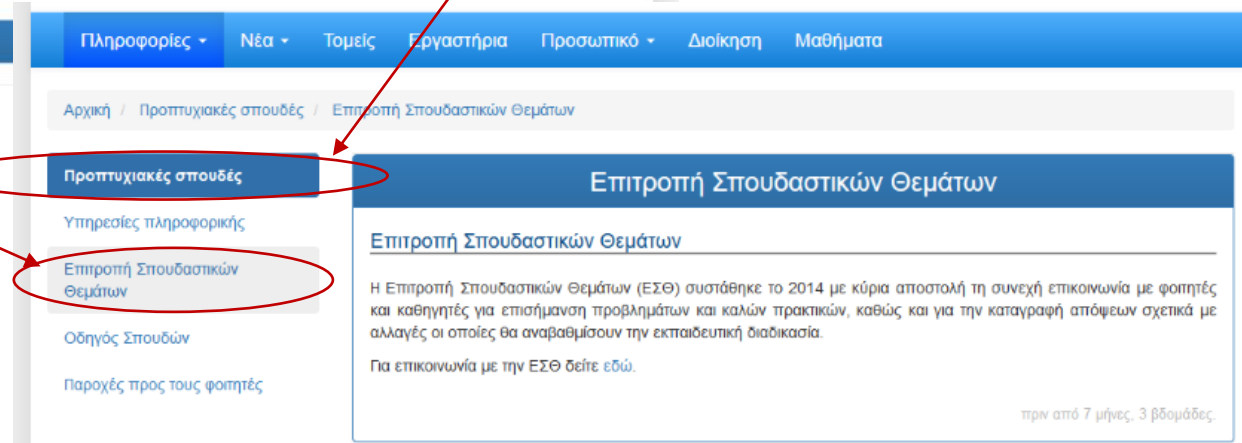 Πληροφορίες Νέα Τομείς Εργαστήρια Προσωπικό Διοίκηση Μαθήματα
Αρχική / Προπτυχιακές σπουδές / Επιτροπή Σπουδαστικών Θεμάτων
Προπτυχιακές σπουδές
Υπηρεσίες πληροφορικής
Επιτροπή Σπουδαστικών
Θεμάτων
Οδηγός Σπουδών
Παροχές προς τους φοιτητές
Επιτροπή Σπουδαστικών Θεμάτων
Επιτροπή Σπουδαστικών Θεμάτων
Η Επιτροπή Σπουδαστικών Θεμάτων (ΕΣΘ) συστάθηκε το 2014 με κύρια αποστολή τη συνεχή επικοινωνία με φοιτητές
και καθηγητές για επισήμανση προβλημάτων και καλών πρακτικών, καθώς και για την καταγραφή απόψεων σχετικά με
αλλαγές οι οποίες θα αναβαθμίσουν την εκπαιδευτική διαδικασία.
Για επικοινωνία με την ΕΣΘ δείτε εδώ.
πριν από 7 μήνες, 3 βδομάδες.